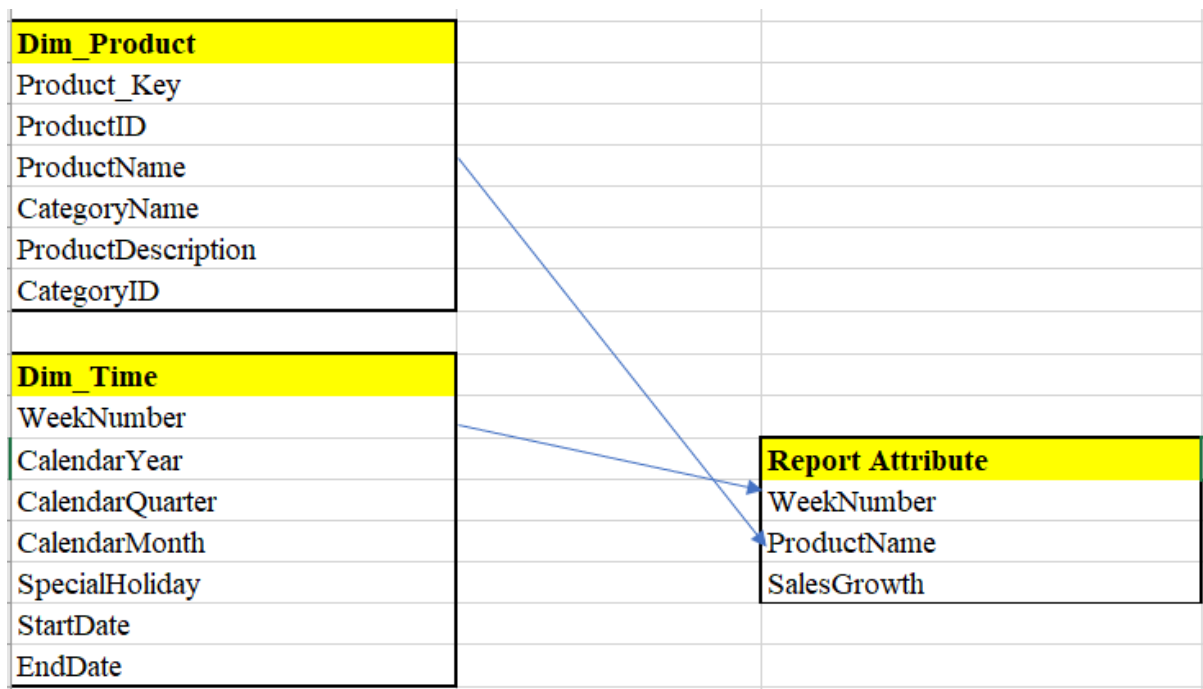 Dim_Product
Product_Key
ProductID
ProductName
CategoryName
ProductDescription
CategoryID
Dim_Time
WeekNumber
CalendarYear
CalendarQuarter
CalendarMonth
SpecialHoliday
StartDate
EndDate
Report Attribute
WeekNumber
ProductName
SalesGrowth